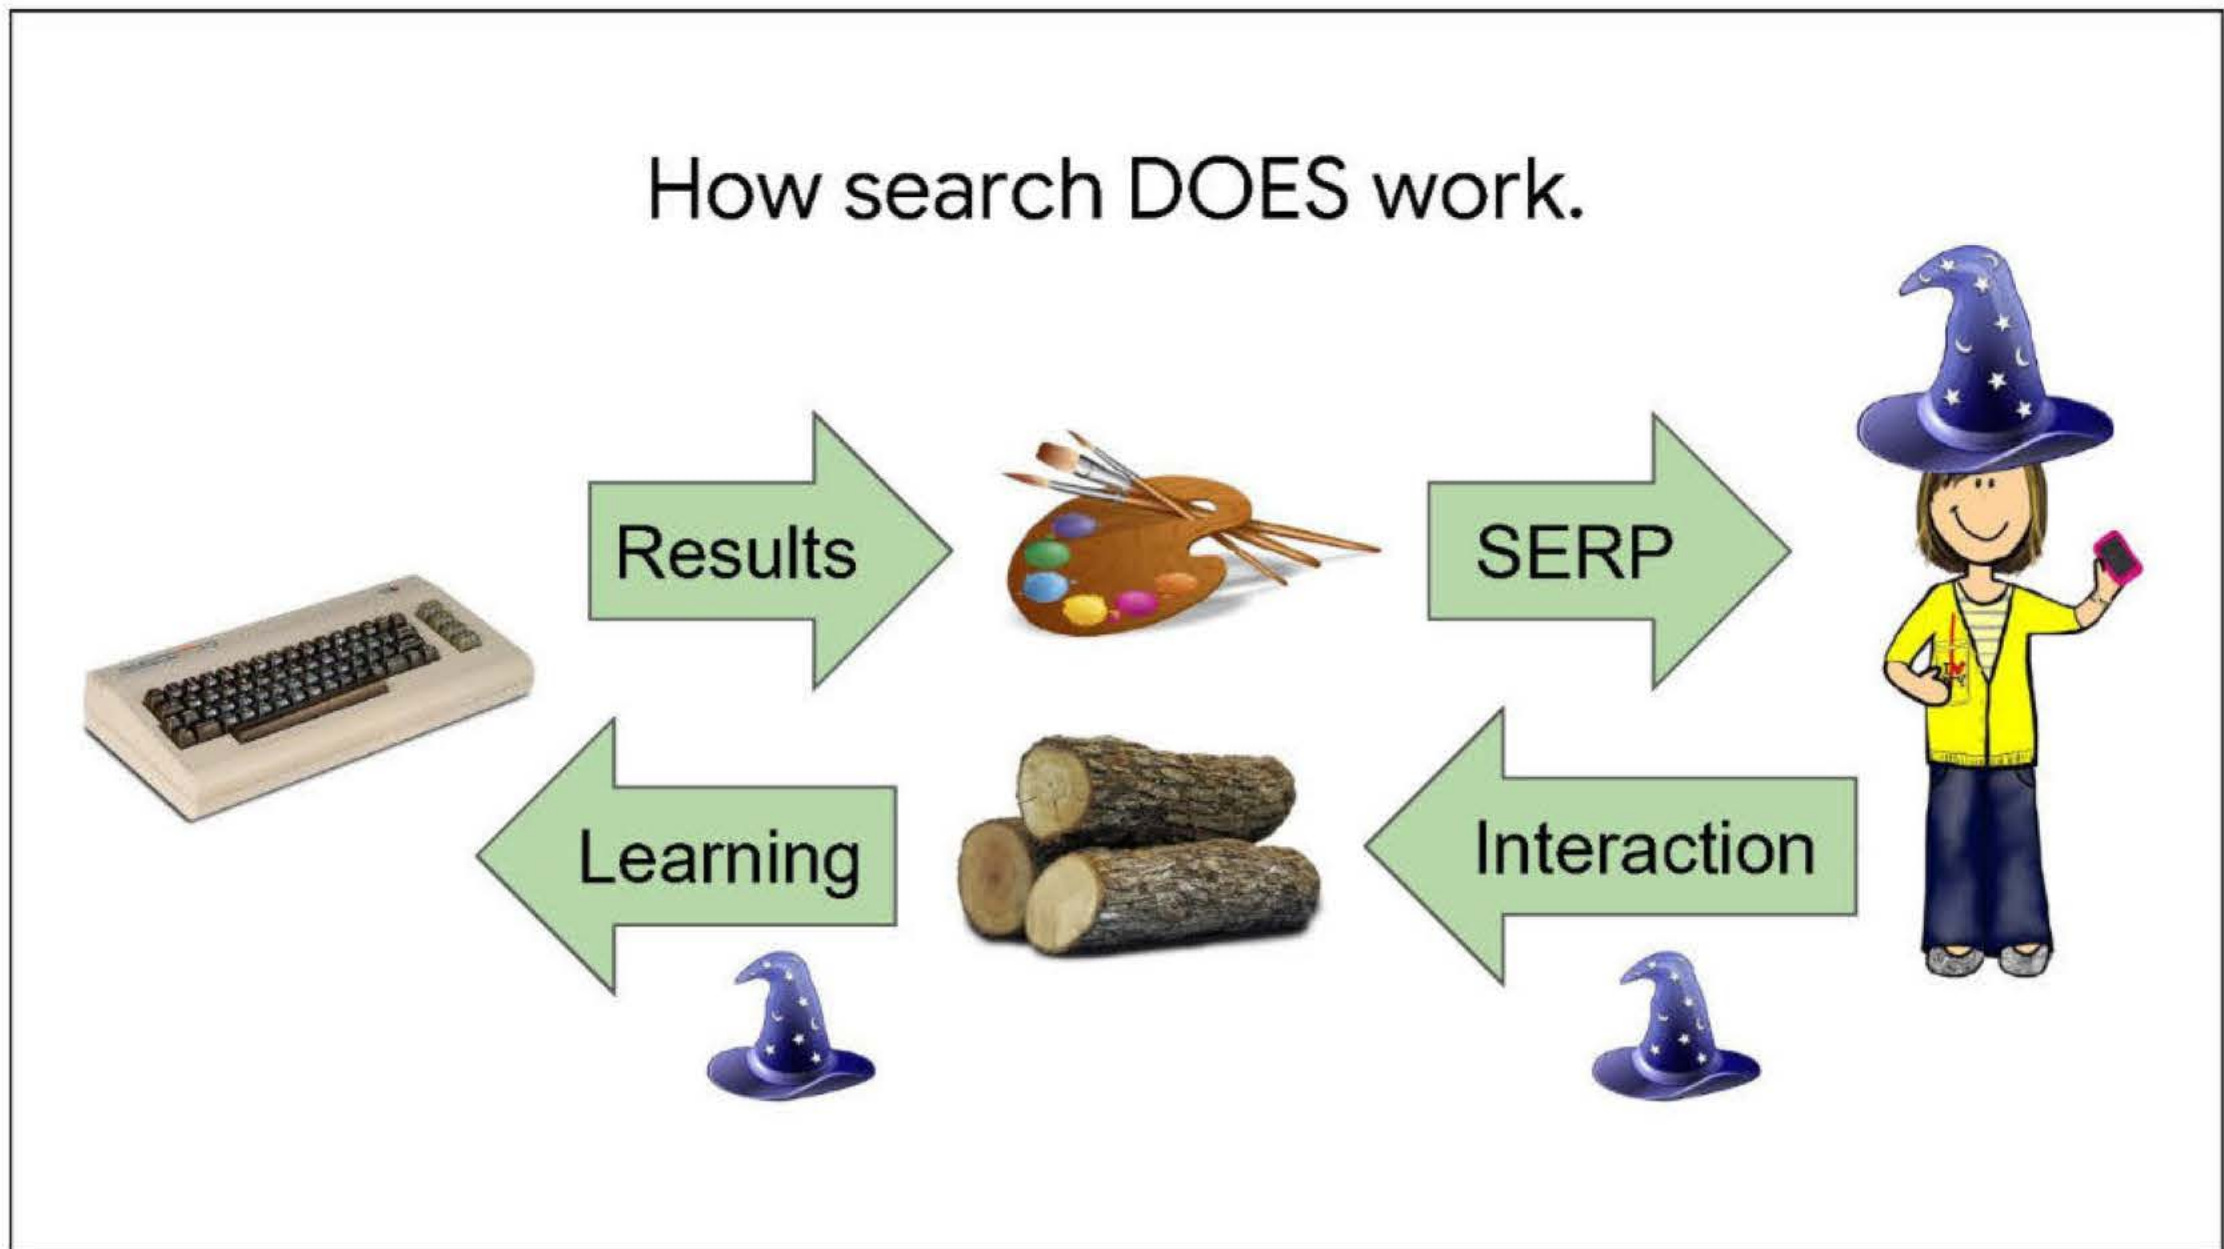 How search DOES work.
Results
SERP
Learning
Interaction